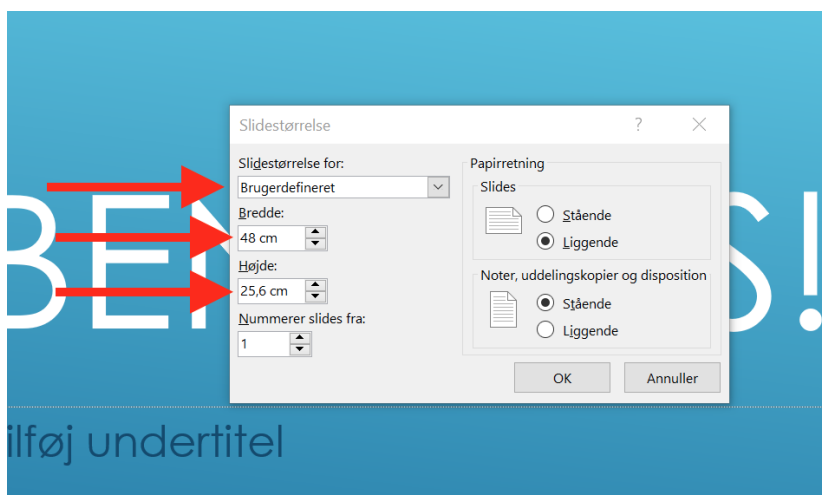 Slidestørrelse
Slidestørrelse for:
Brugerdefineret
Bredde:
48 cm
Højde:
25,6 cm
Nummerer slides fra:
1
Papirretning
Slides
Stående
Liggende
Noter, uddelingskopier og disposition
Stående
Liggende
OK
Annuller
BEN
S!
ilføj undertitel